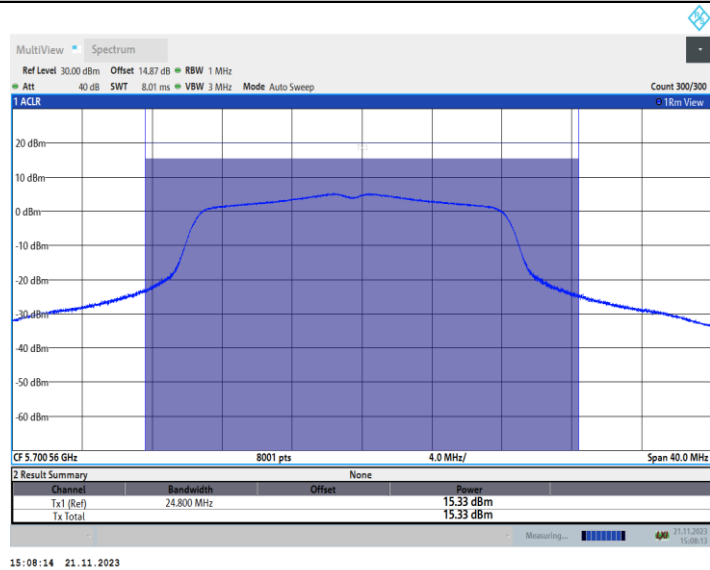 MultiView Spectrum
Ref Level 30.00 dBm Offset 14.87 dB RBW 1 MHz
Att 40 dB SWT 8.01 ms VBW 3 MHz Mode Auto Sweep Count 300/300
1 ACLR 1Rm View
20 dBm
10 dBm
0 dBm
-10 dBm
-20 dBm
-30 dBm
-40 dBm
-50 dBm
-60 dBm
CF 5.700 56 GHz 8001 pts 4.0 MHz/ Span 40.0 MHz
2 Result Summary None
Channel Bandwidth Offset Power
Tx1 (Ref) 24.800 MHz 15.33 dBm
Tx Total 15.33 dBm
Measuring... 21.11.2023
15:08:13
15:08:14 21.11.2023